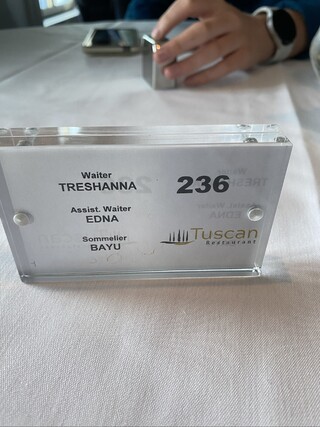 Waiter
TRESHANNA
236
Assist. Waiter
EDNA
Sommelier
BAYU
Tuscan
Restaurant